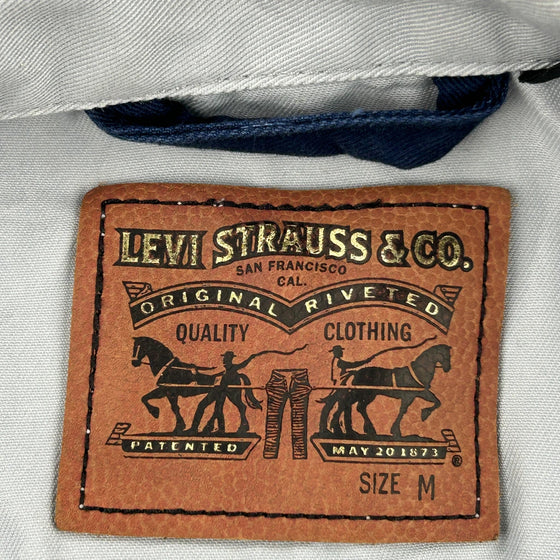 LEVI STRAUSS & CO.
SAN FRANCISCO
CAL.
ORIGINAL RIVETED
QUALITY CLOTHING
PATENTED MAY 20 1873
®
SIZE M